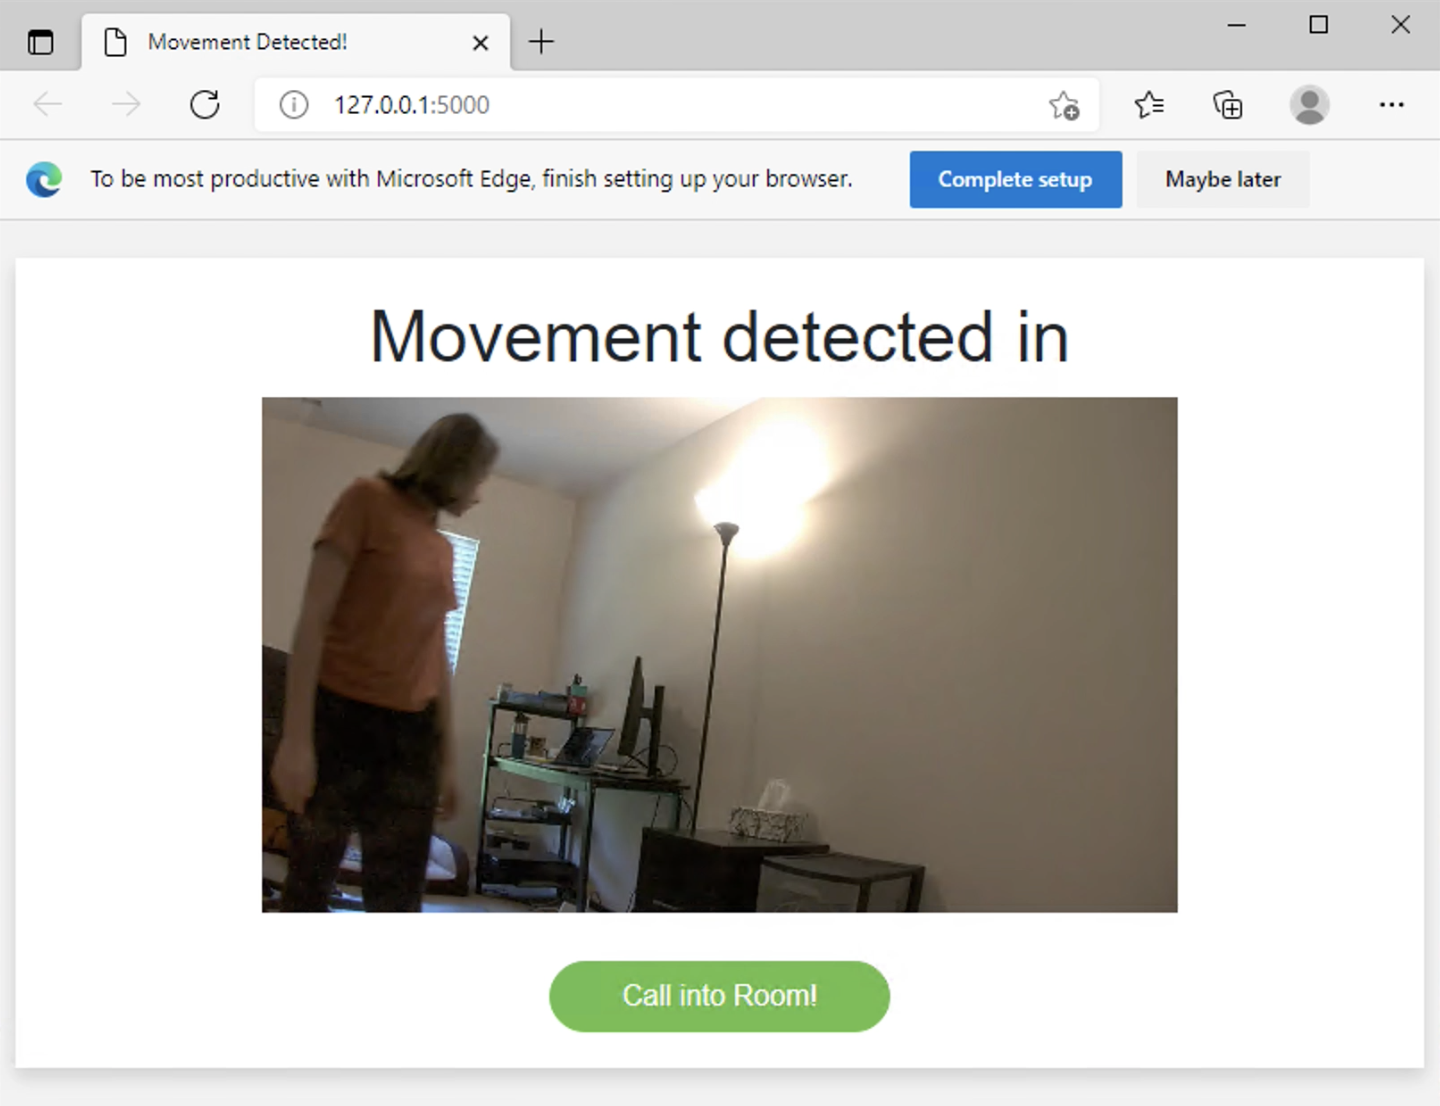 Movement Detected!
127.0.0.1:5000
To be most productive with Microsoft Edge, finish setting up your browser.
Complete setup
Maybe later
Movement detected in
Call into Room!